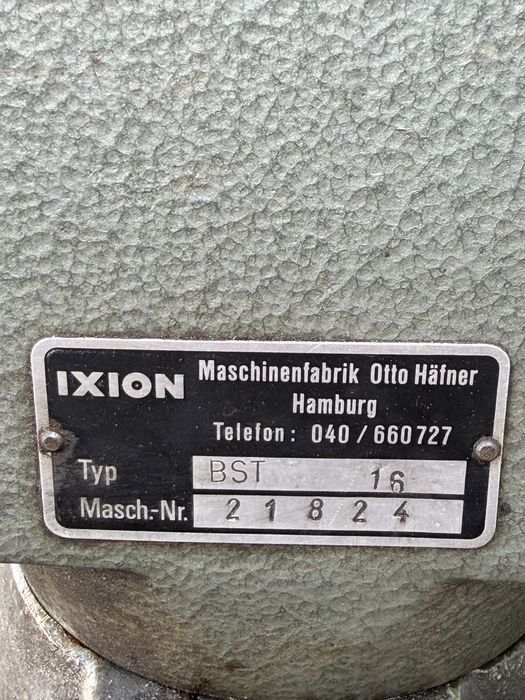 IXION Maschinenfabrik Otto Häfner
Hamburg
Telefon: 040/660727
Typ BST 16
Masch.-Nr. 21824